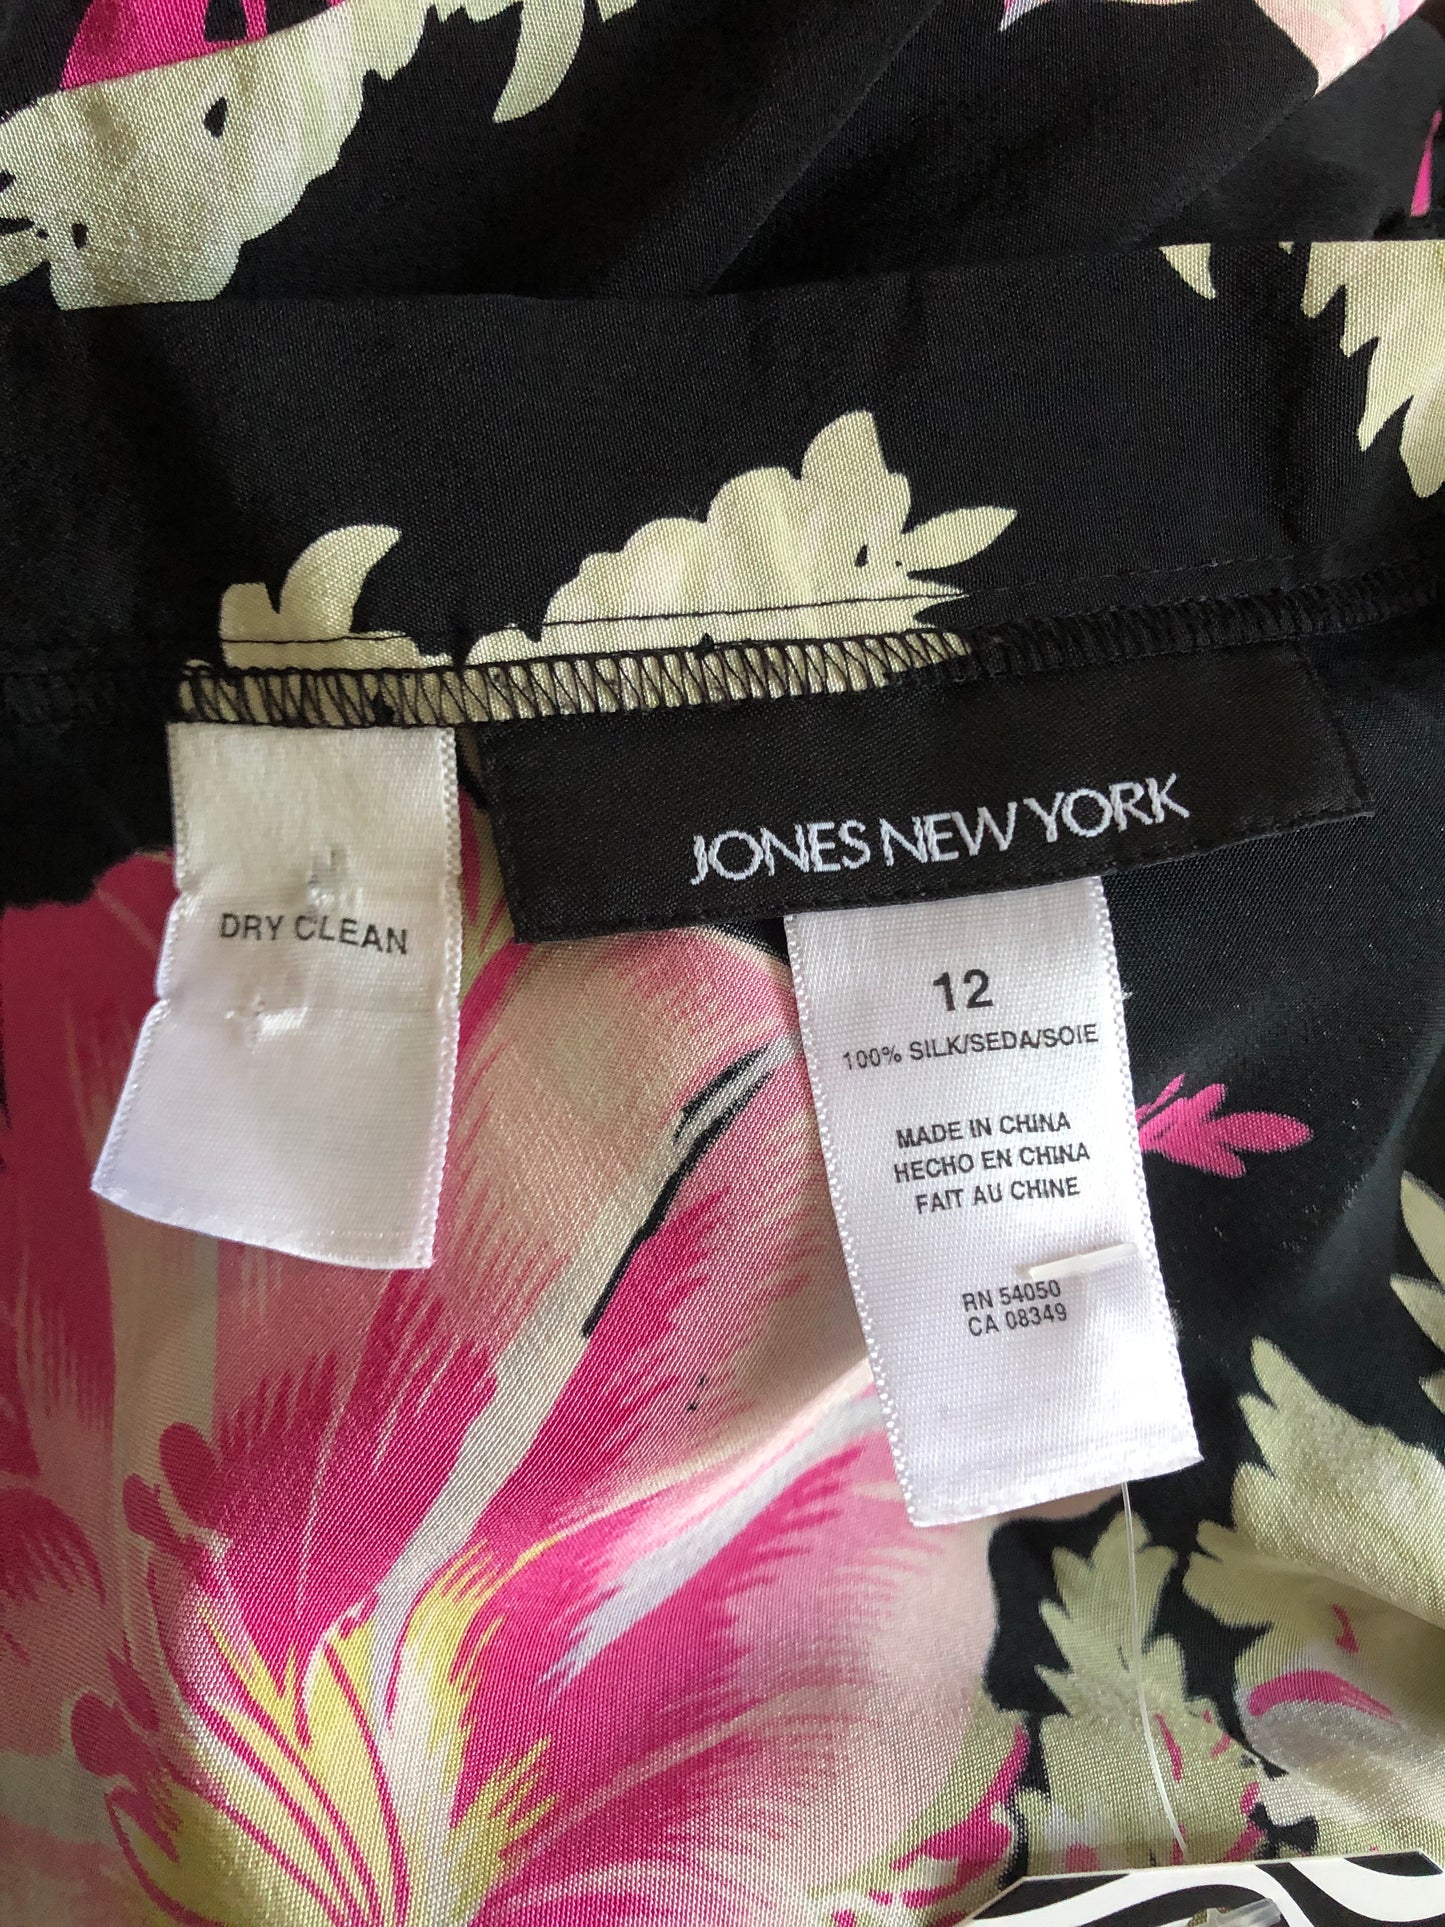 JONES NEW YORK
DRY CLEAN
12
100% SILK/SEDA/SOIE
MADE IN CHINA
HECHO EN CHINA
FAIT AU CHINE
RN 54050
CA 08349